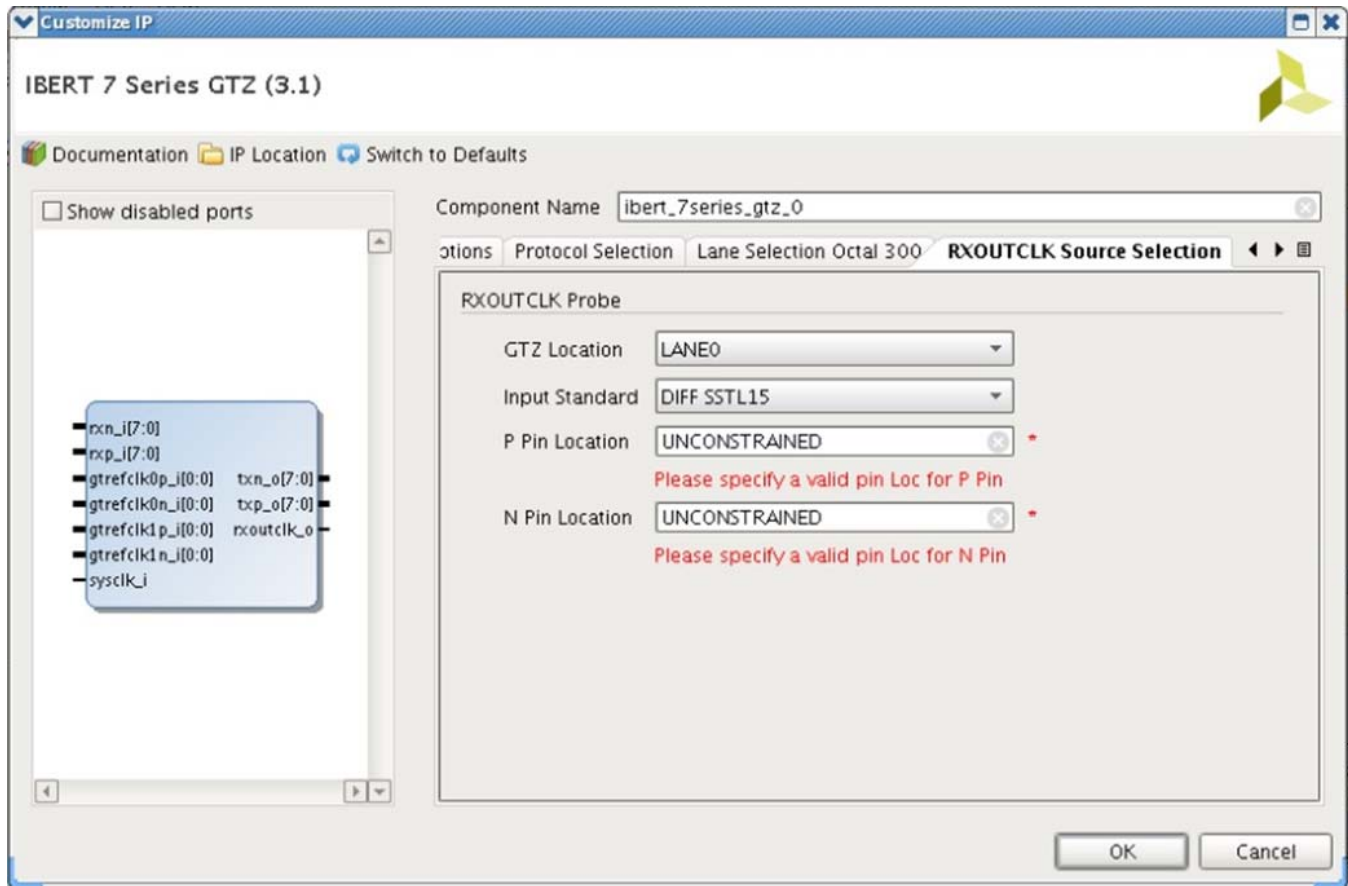 Customize IP
IBERT 7 Series GTZ (3.1)
Documentation IP Location Switch to Defaults
Show disabled ports
rxn_i[7:0]
rxp_i[7:0]
gtrefclk0p_i[0:0] txn_o[7:0]
gtrefclk0n_i[0:0] txp_o[7:0]
gtrefclk1p_i[0:0] rxoutclk_o
gtrefclk1n_i[0:0]
sysclk_i
Component Name ibert_7series_gtz_0
otions Protocol Selection Lane Selection Octal 300 RXOUTCLK Source Selection
RXOUTCLK Probe
GTZ Location LANE0
Input Standard DIFF SSTL15
P Pin Location UNCONSTRAINED *
Please specify a valid pin Loc for P Pin
N Pin Location UNCONSTRAINED *
Please specify a valid pin Loc for N Pin
OK Cancel